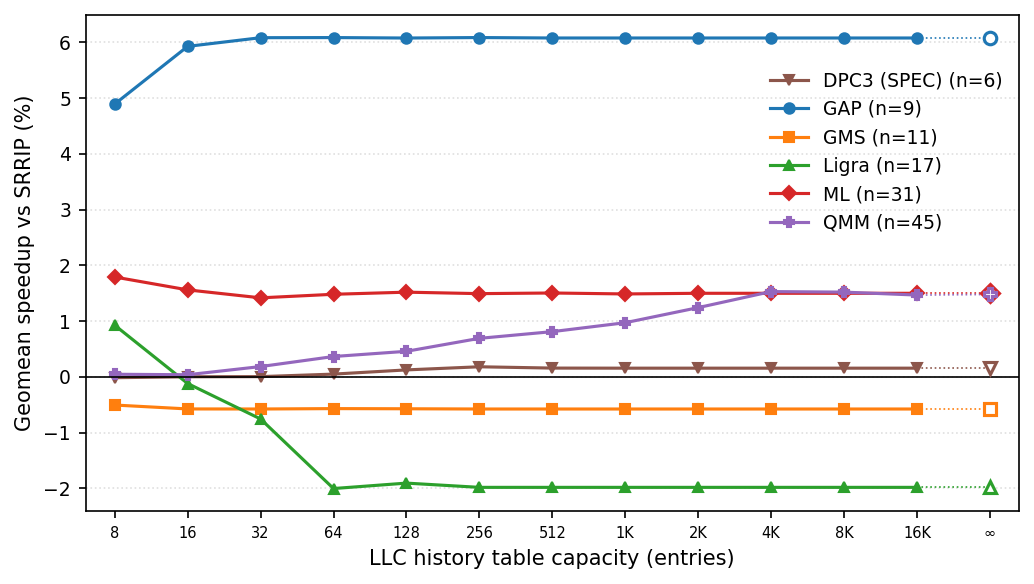 6
5
4
3
2
1
0
−1
−2
Geomean speedup vs SRRIP (%)
DPC3 (SPEC) (n=6)
GAP (n=9)
GMS (n=11)
Ligra (n=17)
ML (n=31)
QMM (n=45)
8 16 32 64 128 256 512 1K 2K 4K 8K 16K ∞
LLC history table capacity (entries)